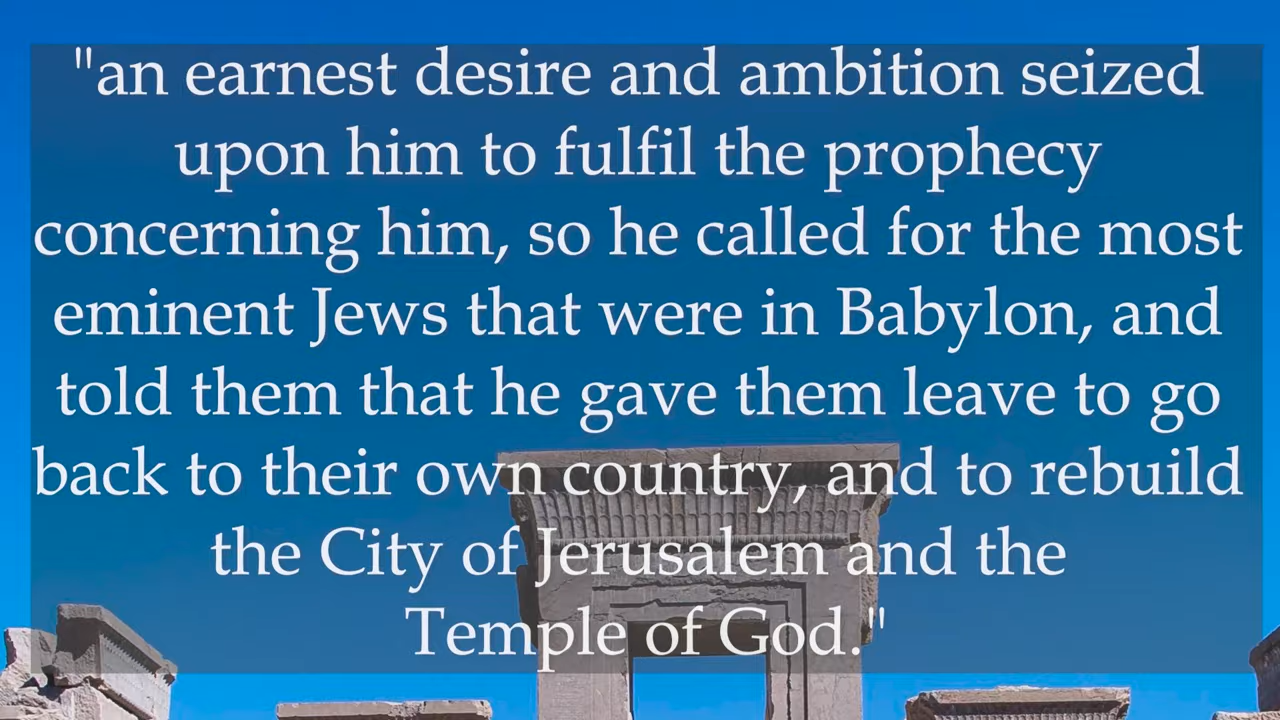 "an earnest desire and ambition seized
upon him to fulfil the prophecy
concerning him, so he called for the most
eminent Jews that were in Babylon, and
told them that he gave them leave to go
back to their own country, and to rebuild
the City of Jerusalem and the
Temple of God."